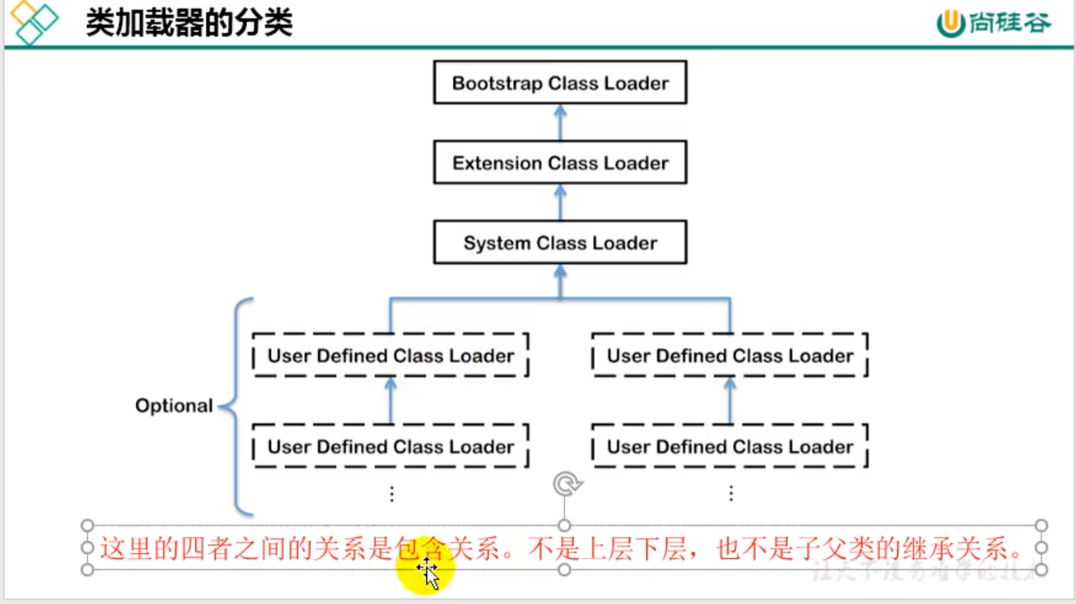 类加载器的分类
尚硅谷
Bootstrap Class Loader
Extension Class Loader
System Class Loader
User Defined Class Loader
User Defined Class Loader
Optional
User Defined Class Loader
User Defined Class Loader
⋮
⋮
这里的四者之间的关系是包含关系。不是上层下层，也不是子父类的继承关系。
让天下没有难学的技术